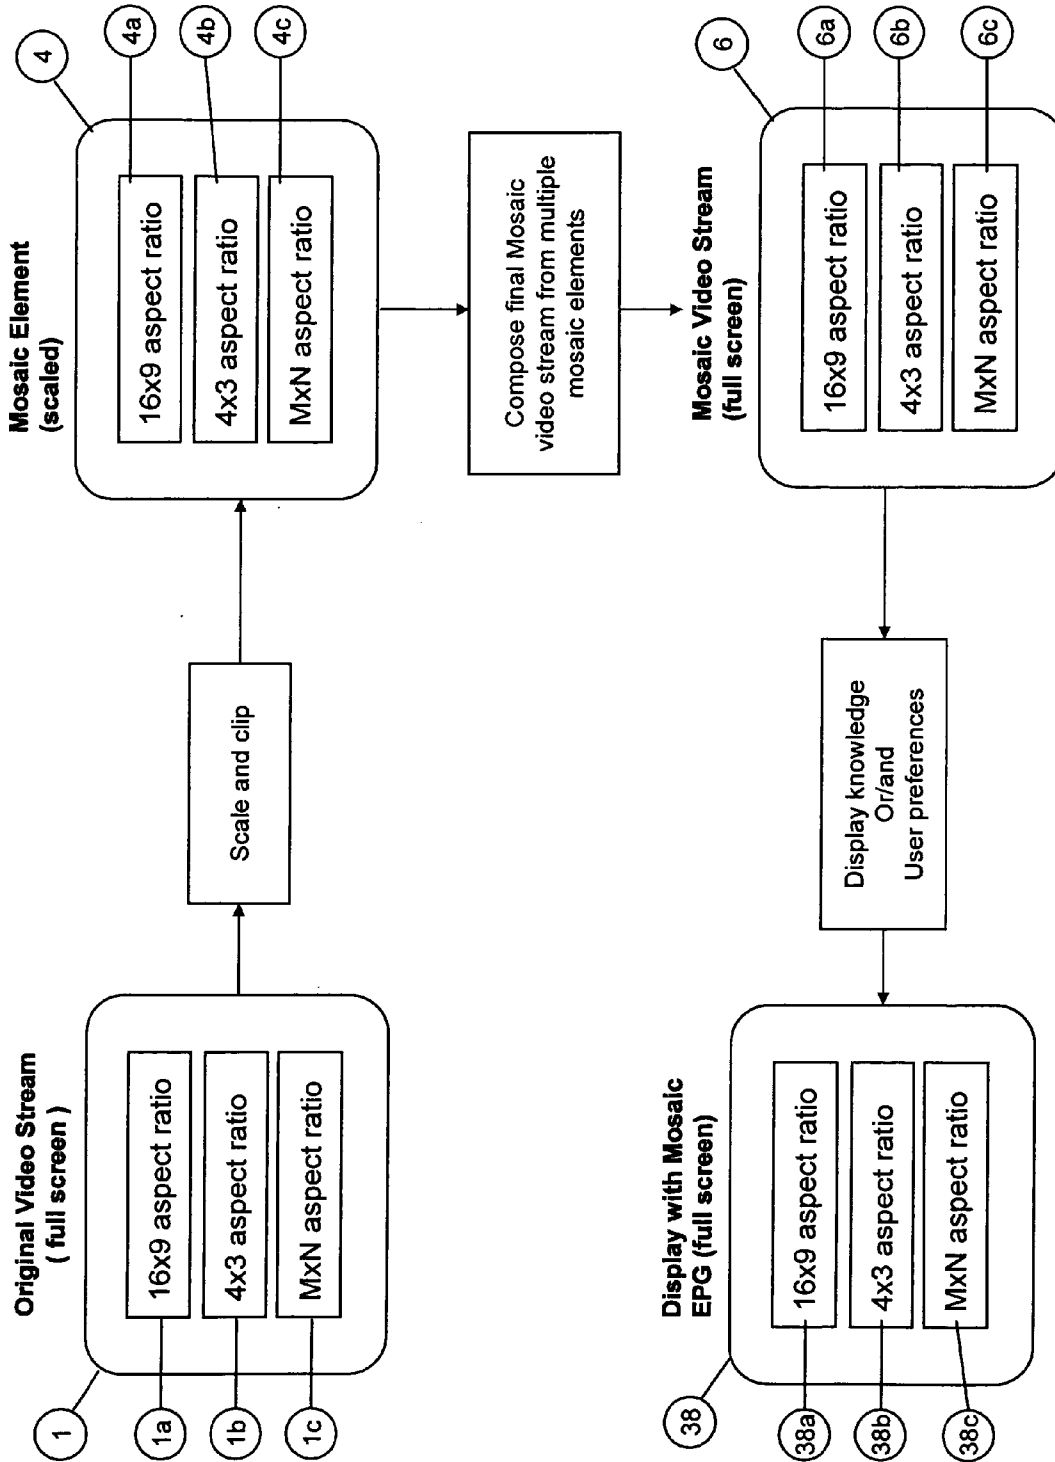 Original Video Stream
( full screen )
1
16x9 aspect ratio
1a
4x3 aspect ratio
1b
MxN aspect ratio
1c
Scale and clip
Mosaic Element
(scaled)
4
16x9 aspect ratio
4a
4x3 aspect ratio
4b
MxN aspect ratio
4c
Compose final Mosaic
video stream from multiple
mosaic elements
Mosaic Video Stream
(full screen)
6
16x9 aspect ratio
6a
4x3 aspect ratio
6b
MxN aspect ratio
6c
Display knowledge
Or/and
User preferences
Display with Mosaic
EPG (full screen)
38
16x9 aspect ratio
38a
4x3 aspect ratio
38b
MxN aspect ratio
38c